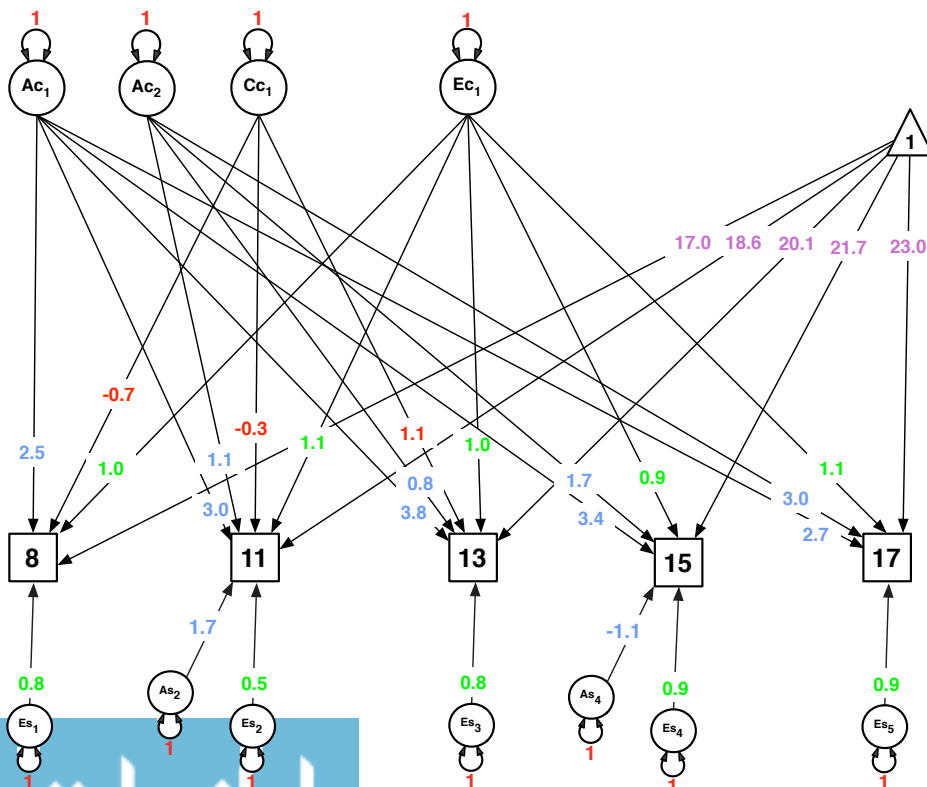 1 1 1 1
Ac1 Ac2 Cc1 Ec1
1
17.0 18.6 20.1 21.7 23.0
-0.7
-0.3 1.1
2.5 1.0 1.1 1.1 1.0 0.9 1.1
0.8 1.7
3.0 3.8 3.4 3.0
2.7
8 11 13 15 17
1.7 -1.1
0.8 0.5 0.8 0.9 0.9
As2 As4
Es1 Es2 Es3 Es4 Es5
1 1
1 1 1 1 1